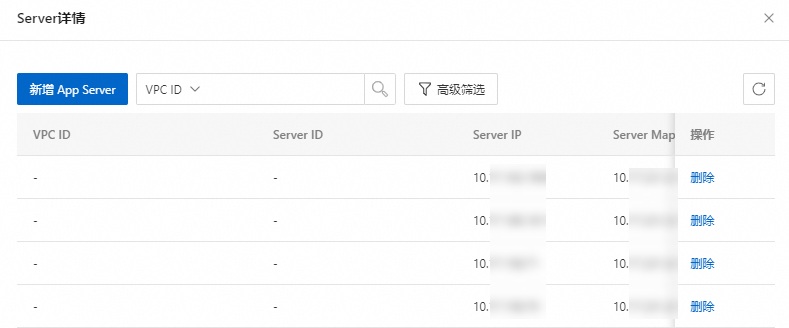 Server详情
新增 App Server VPC ID 高级筛选
VPC ID Server ID Server IP Server Map 操作
- - 10. 10. 删除
- - 10. 10. 删除
- - 10. 10. 删除
- - 10. 10. 删除